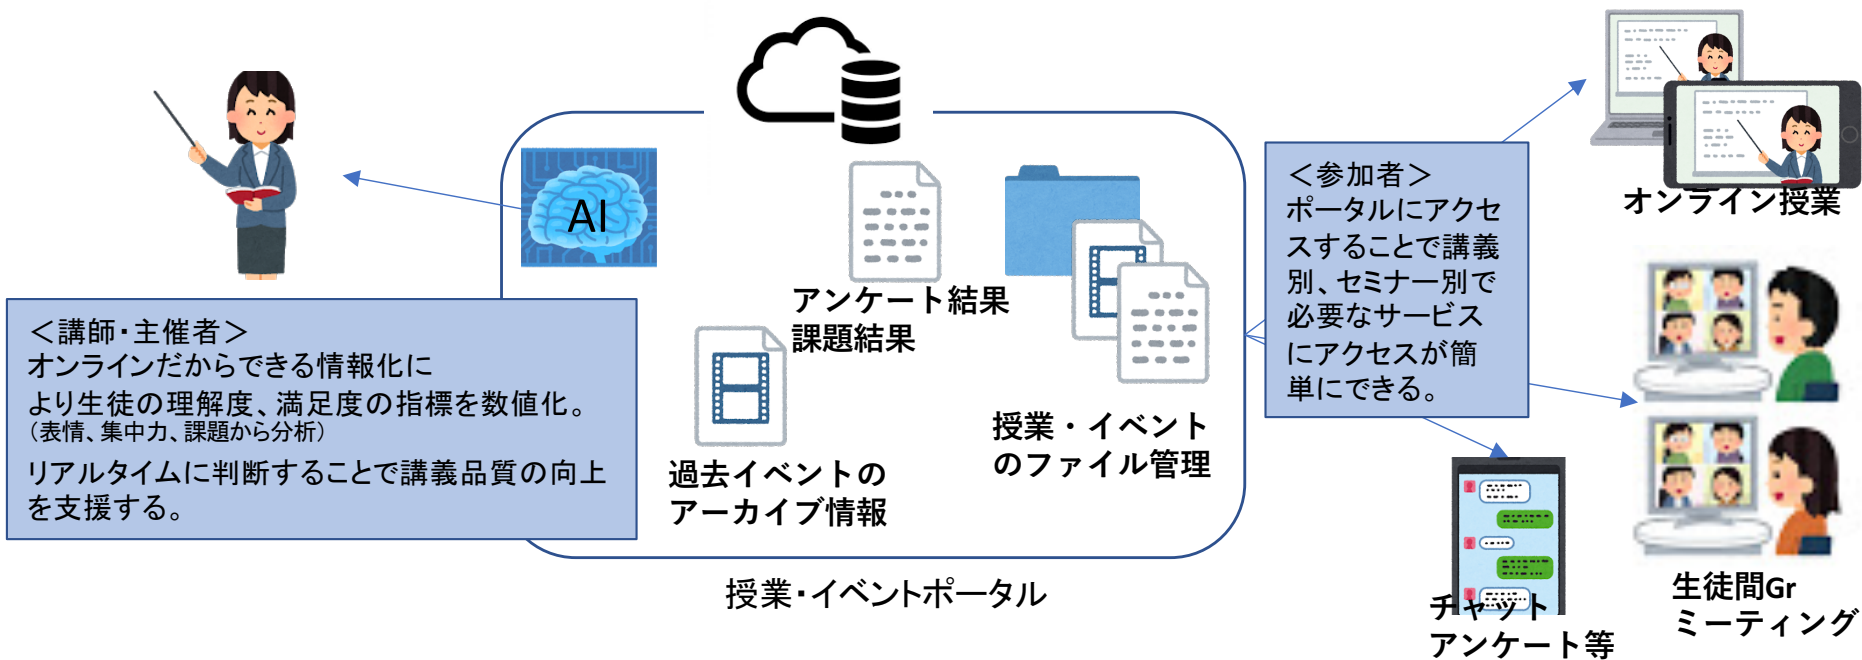 ＜講師・主催者＞
オンラインだからできる情報化に
より生徒の理解度、満足度の指標を数値化。
（表情、集中力、課題から分析）
リアルタイムに判断することで講義品質の向上
を支援する。
AI
アンケート結果
課題結果
過去イベントの
アーカイブ情報
授業・イベント
のファイル管理
授業・イベントポータル
＜参加者＞
ポータルにアクセ
スすることで講義
別、セミナー別で
必要なサービス
にアクセスが簡
単にできる。
オンライン授業
チャット
アンケート等
生徒間Gr
ミーティング